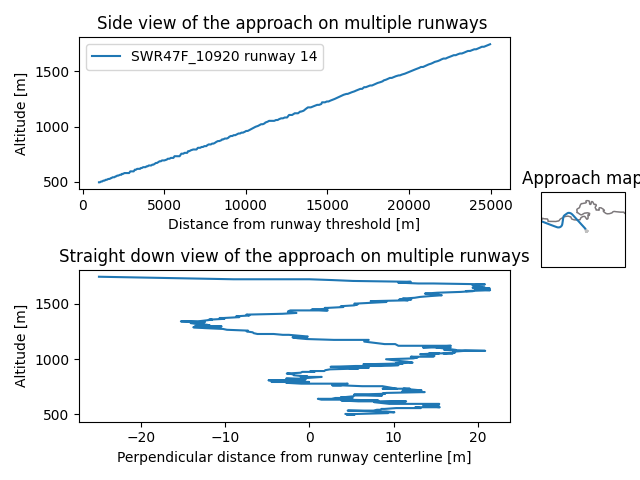 Side view of the approach on multiple runways
SWR47F_10920 runway 14
Altitude [m]
1500
1000
500
0
5000
10000
15000
20000
25000
Distance from runway threshold [m]
Approach map
Straight down view of the approach on multiple runways
Altitude [m]
1500
1000
500
−20
−10
0
10
20
Perpendicular distance from runway centerline [m]